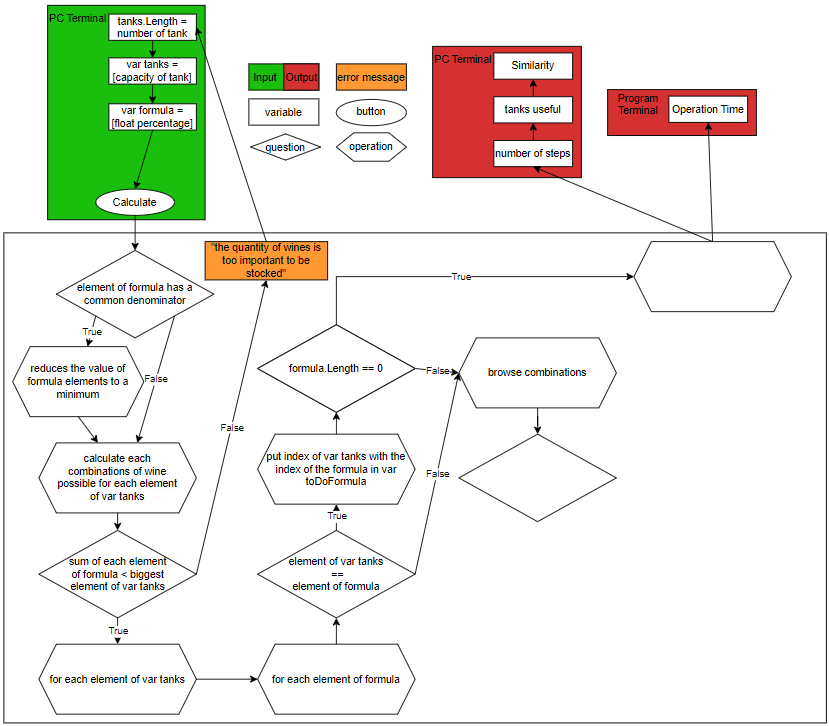 PC Terminal
tanks.Length =
number of tank
var tanks =
[capacity of tank]
var formula =
[float percentage]
Calculate
Input
Output
error message
variable
button
question
operation
PC Terminal
Similarity
tanks useful
number of steps
Program
Terminal
Operation Time
element of formula has a
common denominator
True
False
reduces the value of
formula elements to a
minimum
calculate each
combinations of wine
possible for each element
of var tanks
sum of each element
of formula < biggest
element of var tanks
False
True
"the quantity of wines is
too important to be
stocked"
for each element of var tanks
for each element of formula
element of var tanks
==
element of formula
True
False
put index of var tanks with the
index of the formula in var
toDoFormula
formula.Length == 0
True
False
browse combinations